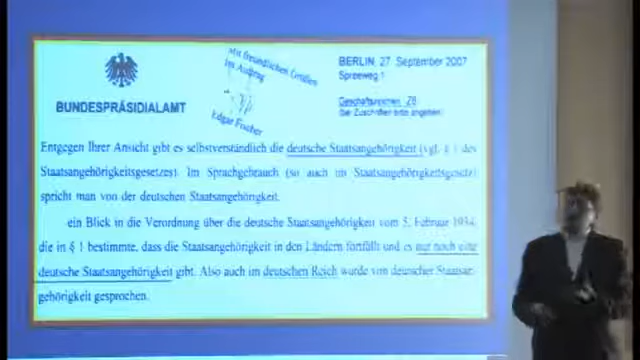 Mit freundlichen Grüßen
Im Auftrag
Edgar Fischer
BERLIN, 27. September 2007
Spreeweg 1
Geschäftszeichen Z6
(bei Zuschriften bitte angeben)
BUNDESPRÄSIDIALAMT
Entgegen Ihrer Ansicht gibt es selbstverständlich die deutsche Staatsangehörigkeit (vgl. § 1 des
Staatsangehörigkeitsgesetzes). Im Sprachgebrauch (so auch im Staatsangehörigkeitsgesetz)
spricht man von der deutschen Staatsangehörigkeit.
ein Blick in die Verordnung über die deutsche Staatsangehörigkeit vom 5. Februar 1934,
die in § 1 bestimmte, dass die Staatsangehörigkeit in den Ländern fortfällt und es nur noch eine
deutsche Staatsangehörigkeit gibt. Also auch im deutschen Reich wurde von deutscher Staatsan-
gehörigkeit gesprochen.